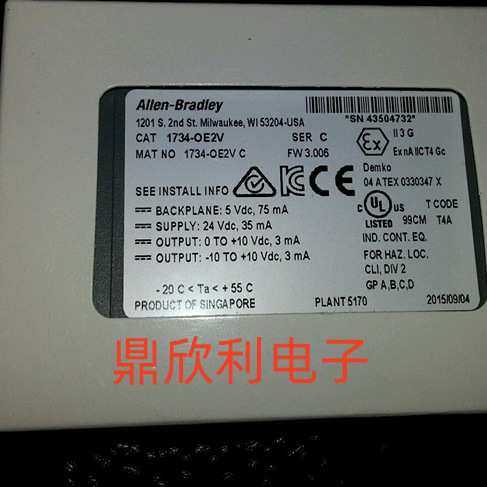 Allen-Bradley
1201 S. 2nd St. Milwaukee, WI 53204-USA
"SN 43504732"
CAT 1734-OE2V SER C
MAT NO 1734-OE2V C FW 3.006
Ex II 3 G
Ex nA IIC T4 Gc
Demko
04 ATEX 0330347 X
SEE INSTALL INFO
BACKPLANE: 5 Vdc, 75 mA
SUPPLY: 24 Vdc, 35 mA
OUTPUT: 0 TO +10 Vdc, 3 mA
OUTPUT: -10 TO +10 Vdc, 3 mA
C UL US T CODE
LISTED 99CM T4A
IND. CONT. EQ.
FOR HAZ. LOC.
CLI, DIV 2
GP A,B,C,D
- 20 C < Ta < + 55 C
PRODUCT OF SINGAPORE PLANT 5170 2015/09/04
鼎欣利电子